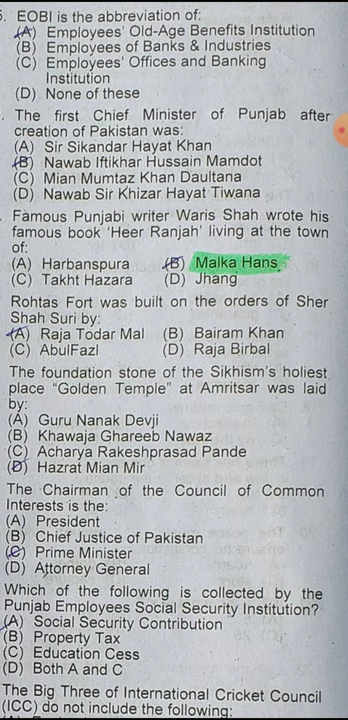 5. EOBI is the abbreviation of:
(A) Employees' Old-Age Benefits Institution
(B) Employees of Banks & Industries
(C) Employees' Offices and Banking
Institution
(D) None of these
. The first Chief Minister of Punjab after
creation of Pakistan was:
(A) Sir Sikandar Hayat Khan
(B) Nawab Iftikhar Hussain Mamdot
(C) Mian Mumtaz Khan Daultana
(D) Nawab Sir Khizar Hayat Tiwana
. Famous Punjabi writer Waris Shah wrote his
famous book 'Heer Ranjah' living at the town
of:
(A) Harbanspura (B) Malka Hans
(C) Takht Hazara (D) Jhang
Rohtas Fort was built on the orders of Sher
Shah Suri by:
(A) Raja Todar Mal (B) Bairam Khan
(C) AbulFazl (D) Raja Birbal
The foundation stone of the Sikhism's holiest
place "Golden Temple" at Amritsar was laid
by:
(A) Guru Nanak Devji
(B) Khawaja Ghareeb Nawaz
(C) Acharya Rakeshprasad Pande
(D) Hazrat Mian Mir
The Chairman of the Council of Common
Interests is the:
(A) President
(B) Chief Justice of Pakistan
(C) Prime Minister
(D) Attorney General
Which of the following is collected by the
Punjab Employees Social Security Institution?
(A) Social Security Contribution
(B) Property Tax
(C) Education Cess
(D) Both A and C
The Big Three of International Cricket Council
(ICC) do not include the following: